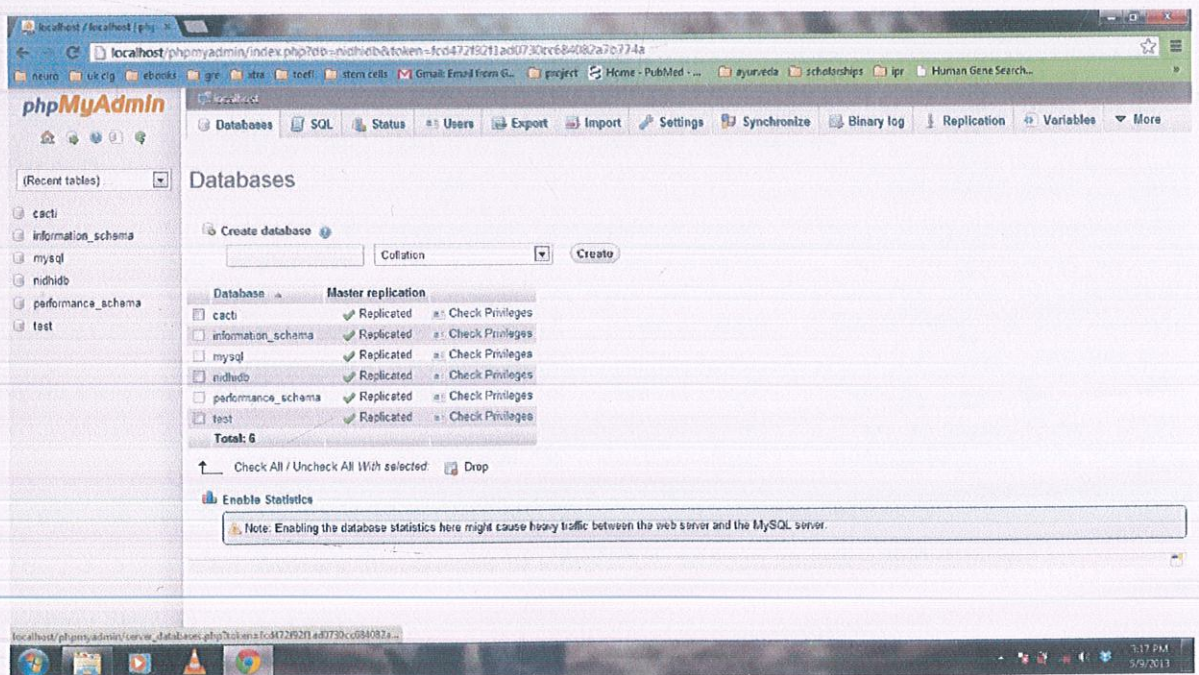 localhost / localhost | php
localhost/phpmyadmin/index.php?db=nidhidb&token=fcd472f92f1ad0730cc684082a7b774a
neuro uk clg ebooks gre xtra toefl stem cells Gmail: Email from G... project Home - PubMed - ... ayurveda scholarships ipr Human Gene Search... »
phpMyAdmin
localhost
Databases SQL Status Users Export Import Settings Synchronize Binary log Replication Variables More
(Recent tables)
cacti
information_schema
mysql
nidhidb
performance_schema
test
Databases
Create database
Collation Create
Database Master replication
cacti Replicated Check Privileges
information_schema Replicated Check Privileges
mysql Replicated Check Privileges
nidhidb Replicated Check Privileges
performance_schema Replicated Check Privileges
test Replicated Check Privileges
Total: 6
Check All / Uncheck All With selected: Drop
Enable Statistics
Note: Enabling the database statistics here might cause heavy traffic between the web server and the MySQL server.
localhost/phpmyadmin/server_databases.php?token=fcd472f92f1ad0730cc684082a...
3:17 PM
5/9/2013